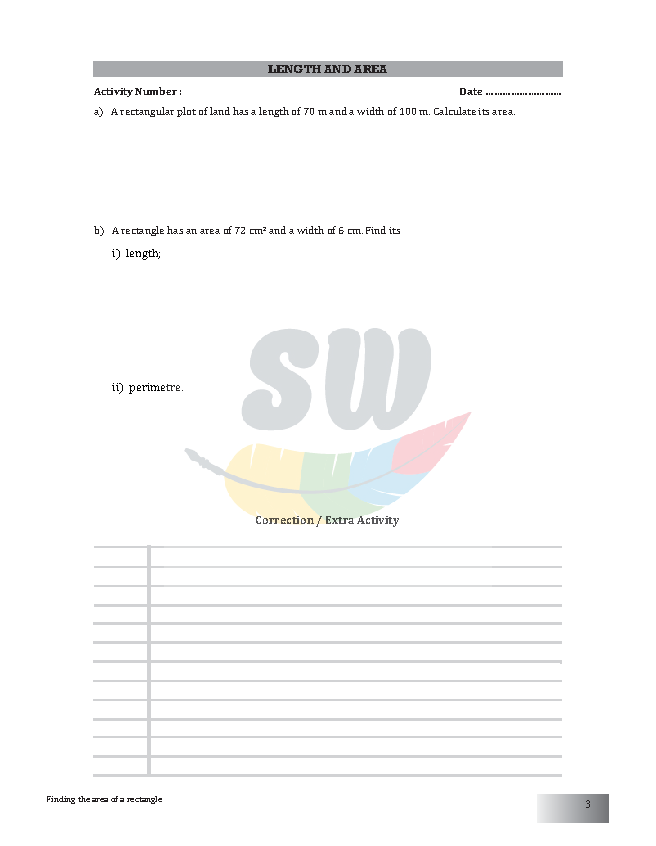 LENGTH AND AREA
Activity Number : Date ...........................
a) A rectangular plot of land has a length of 70 m and a width of 100 m. Calculate its area.
b) A rectangle has an area of 72 cm² and a width of 6 cm. Find its
i) length;
SW
ii) perimetre.
Correction / Extra Activity
Finding the area of a rectangle
3